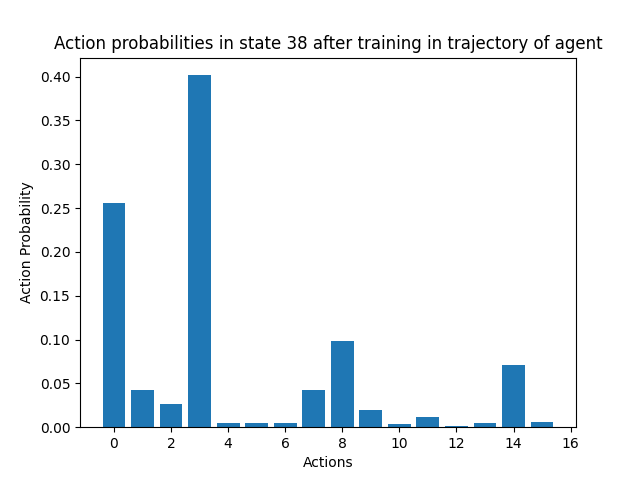 Action probabilities in state 38 after training in trajectory of agent
0.40
0.35
0.30
0.25
0.20
0.15
0.10
0.05
0.00
Action Probability
0 2 4 6 8 10 12 14 16
Actions